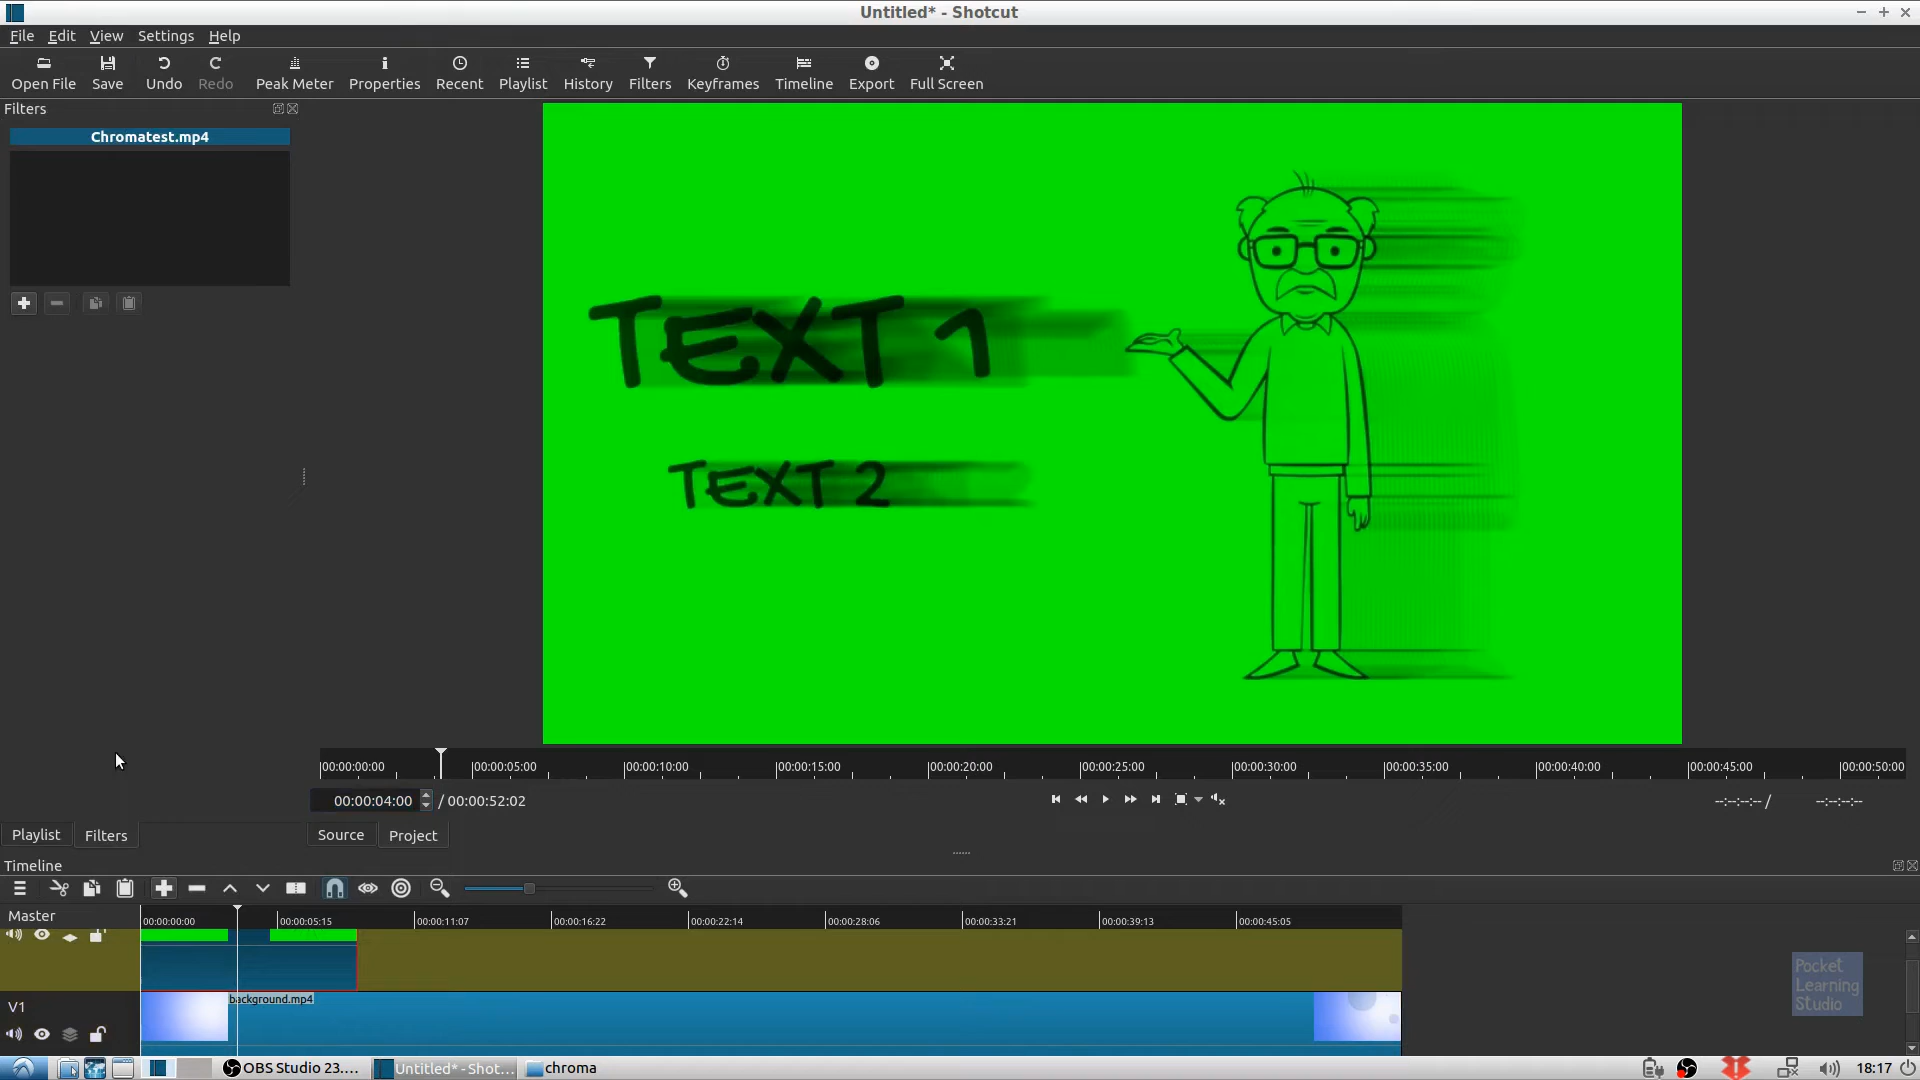 Untitled* - Shotcut
File Edit View Settings Help
Open File Save Undo Redo Peak Meter Properties Recent Playlist History Filters Keyframes Timeline Export Full Screen
Filters
Chromatest.mp4
TEXT 1
TEXT 2
00:00:00:00 00:00:05:00 00:00:10:00 00:00:15:00 00:00:20:00 00:00:25:00 00:00:30:00 00:00:35:00 00:00:40:00 00:00:45:00 00:00:50:00
00:00:04:00 / 00:00:52:02 --:--:--:-- / --:--:--:--
Playlist Filters Source Project
Timeline
Master 00:00:00:00 00:00:05:15 00:00:11:07 00:00:16:22 00:00:22:14 00:00:28:06 00:00:33:21 00:00:39:13 00:00:45:05
V1 background.mp4
Pocket
Learning
Studio
OBS Studio 23.... Untitled* - Shot... chroma 18:17